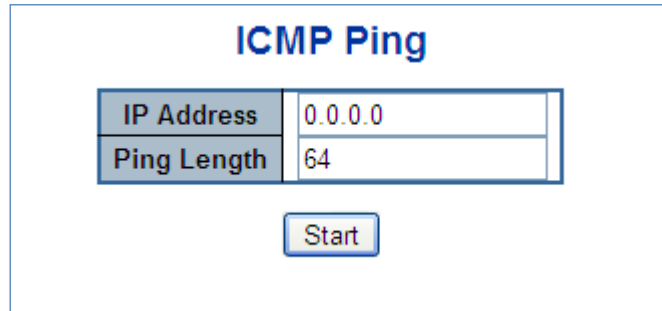 ICMP Ping
IP Address 0.0.0.0
Ping Length 64
Start